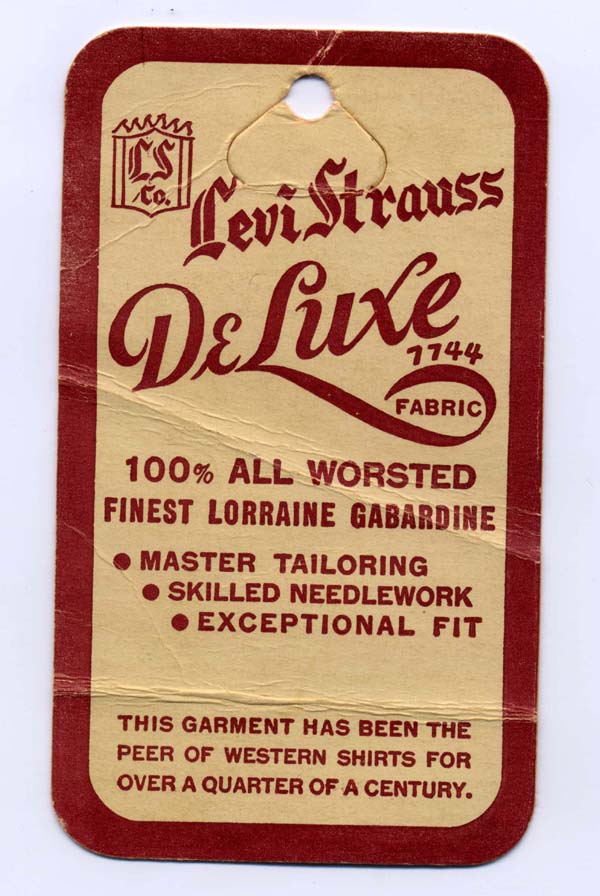 LS
Co.
Levi Strauss
DeLuxe
7744
FABRIC
100% ALL WORSTED
FINEST LORRAINE GABARDINE
● MASTER TAILORING
● SKILLED NEEDLEWORK
● EXCEPTIONAL FIT
THIS GARMENT HAS BEEN THE
PEER OF WESTERN SHIRTS FOR
OVER A QUARTER OF A CENTURY.